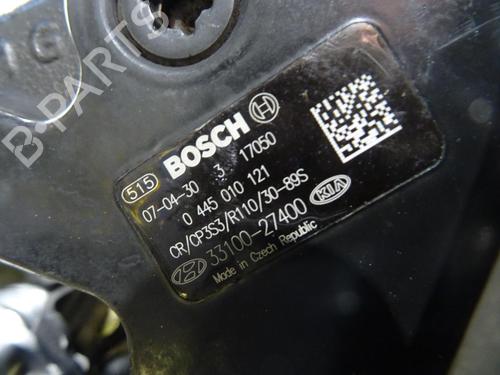 B-PARTS
515 BOSCH
07-04-30 3 17050
0 445 010 121
CR/CP3S3/R110/30-89S
33100-27400 KIA
Made in Czech Republic